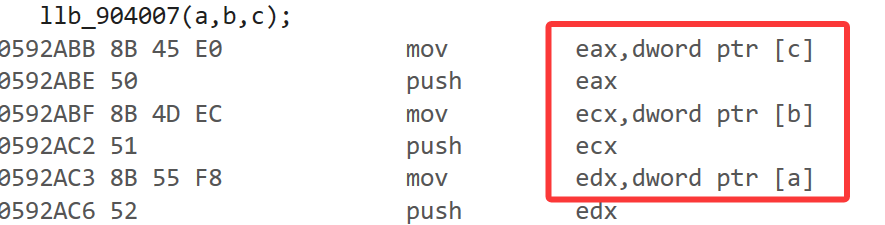 llb_904007(a,b,c);
0592ABB 8B 45 E0 mov eax,dword ptr [c]
0592ABE 50 push eax
0592ABF 8B 4D EC mov ecx,dword ptr [b]
0592AC2 51 push ecx
0592AC3 8B 55 F8 mov edx,dword ptr [a]
0592AC6 52 push edx